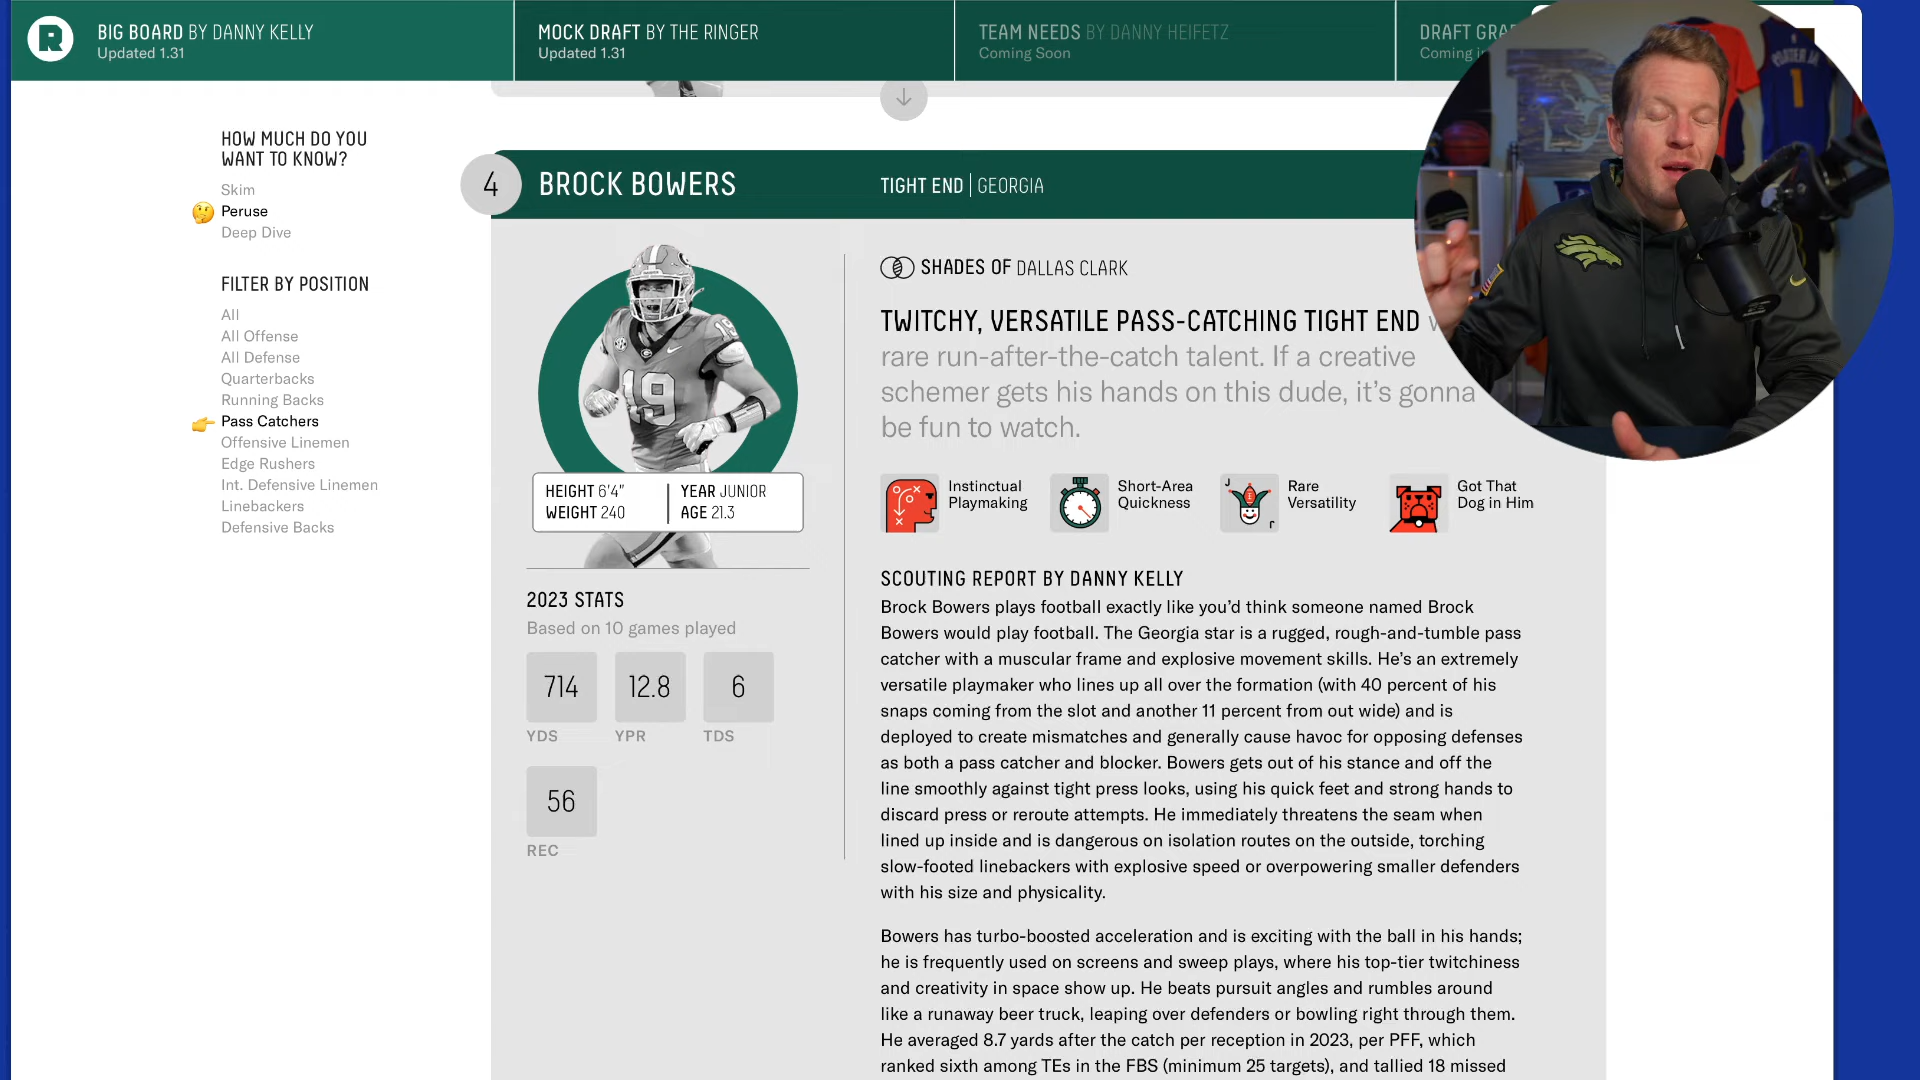 R
BIG BOARD BY DANNY KELLY
Updated 1.31
MOCK DRAFT BY THE RINGER
Updated 1.31
TEAM NEEDS BY DANNY HEIFETZ
Coming Soon
DRAFT
Coming
HOW MUCH DO YOU
WANT TO KNOW?
Skim
Peruse
Deep Dive
FILTER BY POSITION
All
All Offense
All Defense
Quarterbacks
Running Backs
Pass Catchers
Offensive Linemen
Edge Rushers
Int. Defensive Linemen
Linebackers
Defensive Backs
4
BROCK BOWERS
TIGHT END | GEORGIA
19
19
HEIGHT 6'4"
WEIGHT 240
YEAR JUNIOR
AGE 21.3
2023 STATS
Based on 10 games played
714
YDS
12.8
YPR
6
TDS
56
REC
SHADES OF DALLAS CLARK
TWITCHY, VERSATILE PASS-CATCHING TIGHT END
rare run-after-the-catch talent. If a creative
schemer gets his hands on this dude, it's gonna
be fun to watch.
Instinctual
Playmaking
Short-Area
Quickness
Rare
Versatility
Got That
Dog in Him
SCOUTING REPORT BY DANNY KELLY
Brock Bowers plays football exactly like you'd think someone named Brock
Bowers would play football. The Georgia star is a rugged, rough-and-tumble pass
catcher with a muscular frame and explosive movement skills. He's an extremely
versatile playmaker who lines up all over the formation (with 40 percent of his
snaps coming from the slot and another 11 percent from out wide) and is
deployed to create mismatches and generally cause havoc for opposing defenses
as both a pass catcher and blocker. Bowers gets out of his stance and off the
line smoothly against tight press looks, using his quick feet and strong hands to
discard press or reroute attempts. He immediately threatens the seam when
lined up inside and is dangerous on isolation routes on the outside, torching
slow-footed linebackers with explosive speed or overpowering smaller defenders
with his size and physicality.
Bowers has turbo-boosted acceleration and is exciting with the ball in his hands;
he is frequently used on screens and sweep plays, where his top-tier twitchiness
and creativity in space show up. He beats pursuit angles and rumbles around
like a runaway beer truck, leaping over defenders or bowling right through them.
He averaged 8.7 yards after the catch per reception in 2023, per PFF, which
ranked sixth among TEs in the FBS (minimum 25 targets), and tallied 18 missed
PORTER JR.
1